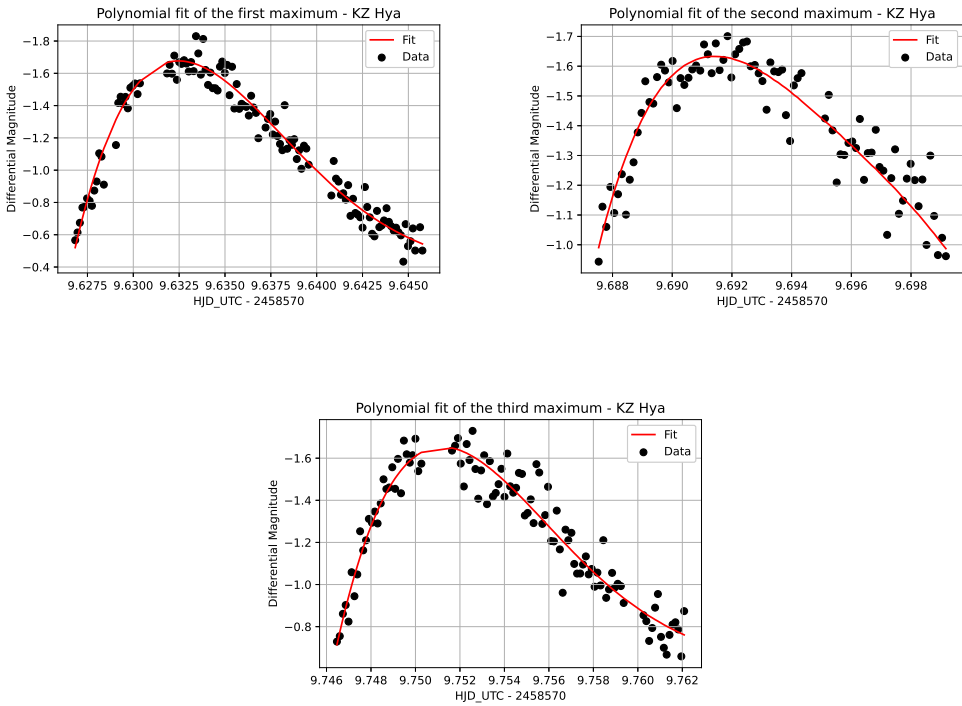 Polynomial fit of the first maximum - KZ Hya
Differential Magnitude
−1.8
−1.6
−1.4
−1.2
−1.0
−0.8
−0.6
−0.4
Fit
Data
9.6275 9.6300 9.6325 9.6350 9.6375 9.6400 9.6425 9.6450
HJD_UTC - 2458570
Polynomial fit of the second maximum - KZ Hya
Differential Magnitude
−1.7
−1.6
−1.5
−1.4
−1.3
−1.2
−1.1
−1.0
Fit
Data
9.688 9.690 9.692 9.694 9.696 9.698
HJD_UTC - 2458570
Polynomial fit of the third maximum - KZ Hya
Differential Magnitude
−1.6
−1.4
−1.2
−1.0
−0.8
Fit
Data
9.746 9.748 9.750 9.752 9.754 9.756 9.758 9.760 9.762
HJD_UTC - 2458570